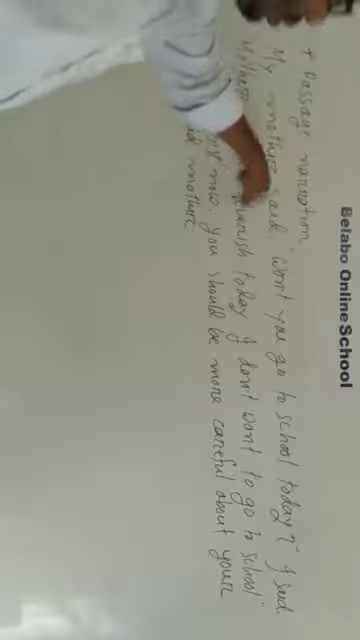 Belabo Online School
+ Passage narration
My mother said, "Won't you go to school today?" I said,
today I don't want to go to school"
now. You should be more careful about your
mother